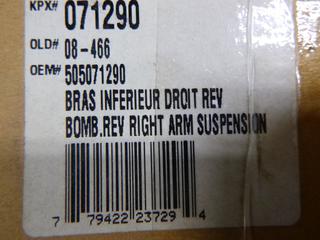 KPX# 071290
OLD# 08-466
OEM# 505071290
BRAS INFERIEUR DROIT REV
BOMB.REV RIGHT ARM SUSPENSION
7 79422 23729 4